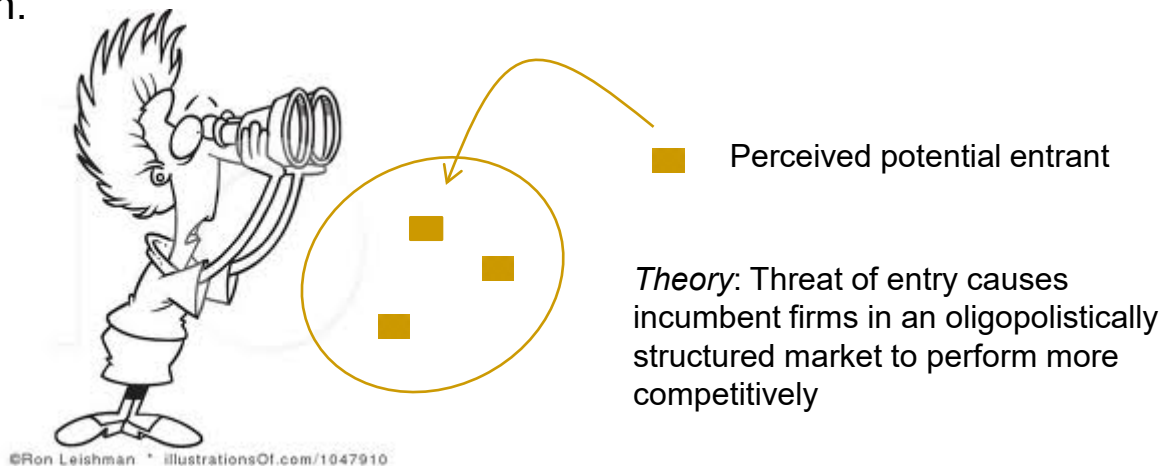 n.
Perceived potential entrant
Theory: Threat of entry causes
incumbent firms in an oligopolistically
structured market to perform more
competitively
©Ron Leishman * illustrationsOf.com/1047910